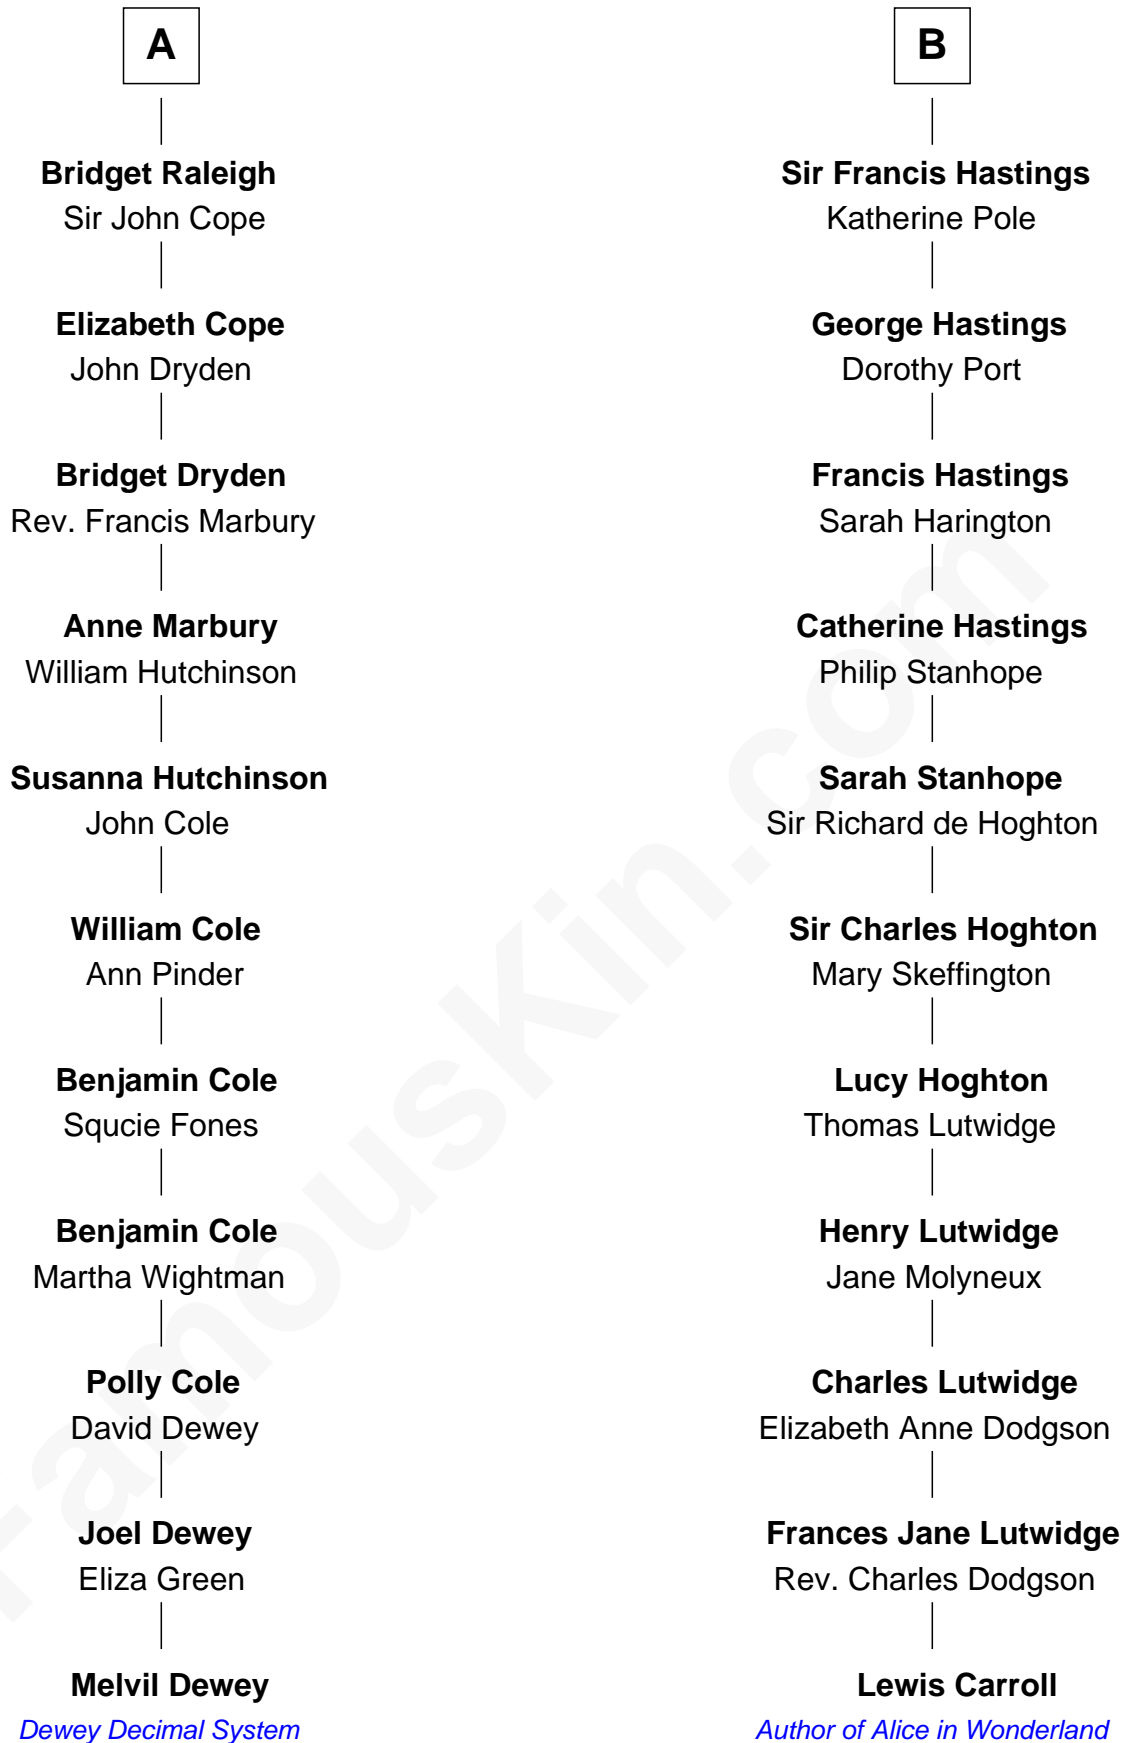 A
Bridget Raleigh
Sir John Cope
Elizabeth Cope
John Dryden
Bridget Dryden
Rev. Francis Marbury
Anne Marbury
William Hutchinson
Susanna Hutchinson
John Cole
William Cole
Ann Pinder
Benjamin Cole
Squcie Fones
Benjamin Cole
Martha Wightman
Polly Cole
David Dewey
Joel Dewey
Eliza Green
Melvil Dewey
Dewey Decimal System
B
Sir Francis Hastings
Katherine Pole
George Hastings
Dorothy Port
Francis Hastings
Sarah Harington
Catherine Hastings
Philip Stanhope
Sarah Stanhope
Sir Richard de Hoghton
Sir Charles Hoghton
Mary Skeffington
Lucy Hoghton
Thomas Lutwidge
Henry Lutwidge
Jane Molyneux
Charles Lutwidge
Elizabeth Anne Dodgson
Frances Jane Lutwidge
Rev. Charles Dodgson
Lewis Carroll
Author of Alice in Wonderland
FamousKin.com